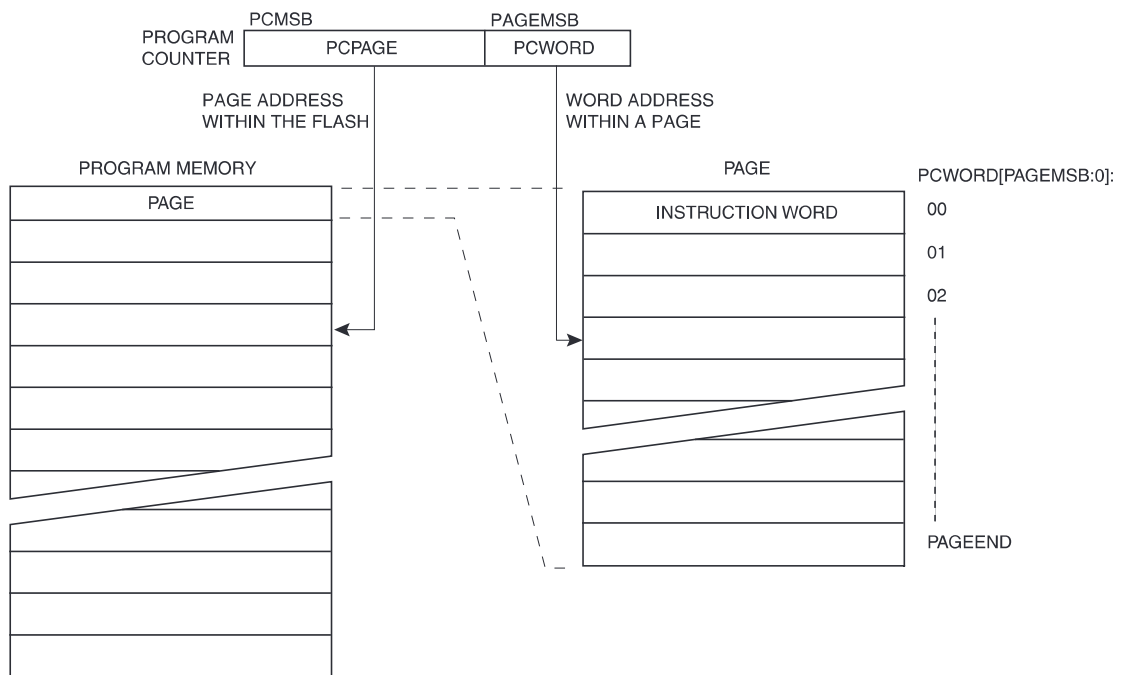 PCMSB
PAGEMSB
PROGRAM
COUNTER
PCPAGE
PCWORD
PAGE ADDRESS
WITHIN THE FLASH
WORD ADDRESS
WITHIN A PAGE
PROGRAM MEMORY
PAGE
PAGE
PCWORD[PAGEMSB:0]:
INSTRUCTION WORD
00
01
02
PAGEEND